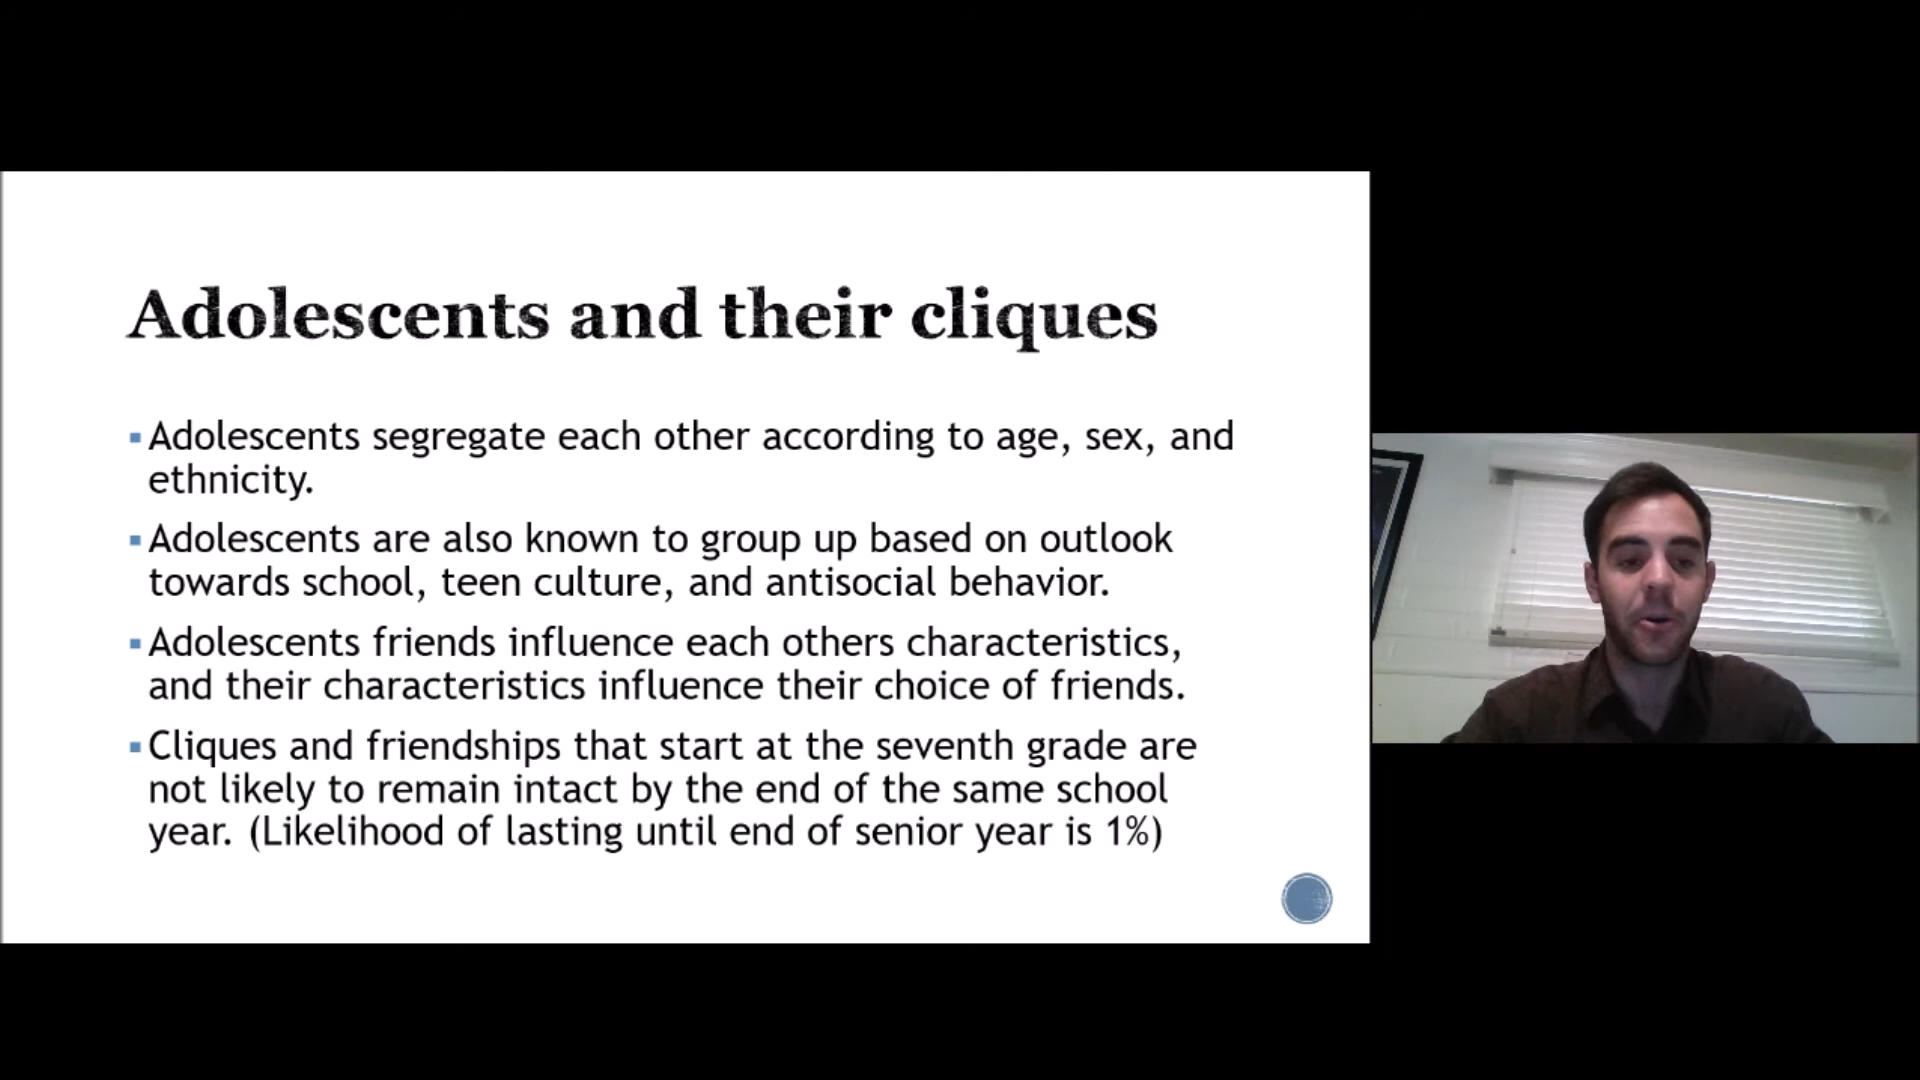 Adolescents and their cliques
▪Adolescents segregate each other according to age, sex, and
ethnicity.
▪Adolescents are also known to group up based on outlook
towards school, teen culture, and antisocial behavior.
▪Adolescents friends influence each others characteristics,
and their characteristics influence their choice of friends.
▪Cliques and friendships that start at the seventh grade are
not likely to remain intact by the end of the same school
year. (Likelihood of lasting until end of senior year is 1%)